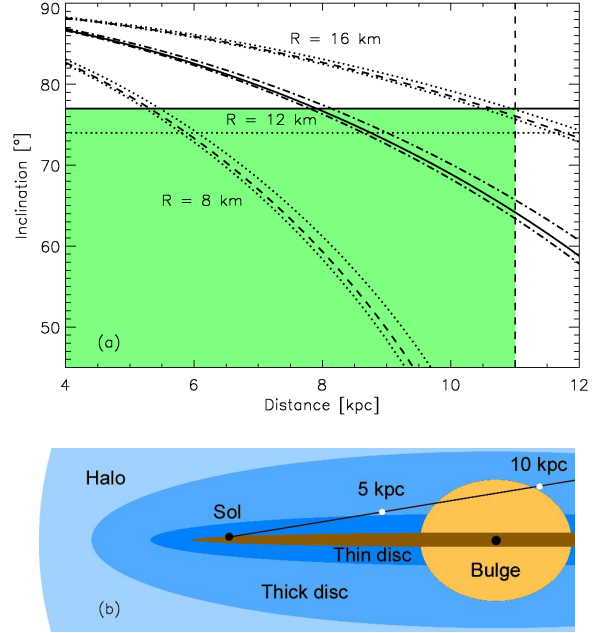 90
R = 16 km
80
R = 12 km
Inclination [°]
70
R = 8 km
60
50
(a)
4
6
8
10
12
Distance [kpc]
10 kpc
Halo
5 kpc
Sol
Thin disc
Bulge
Thick disc
(b)